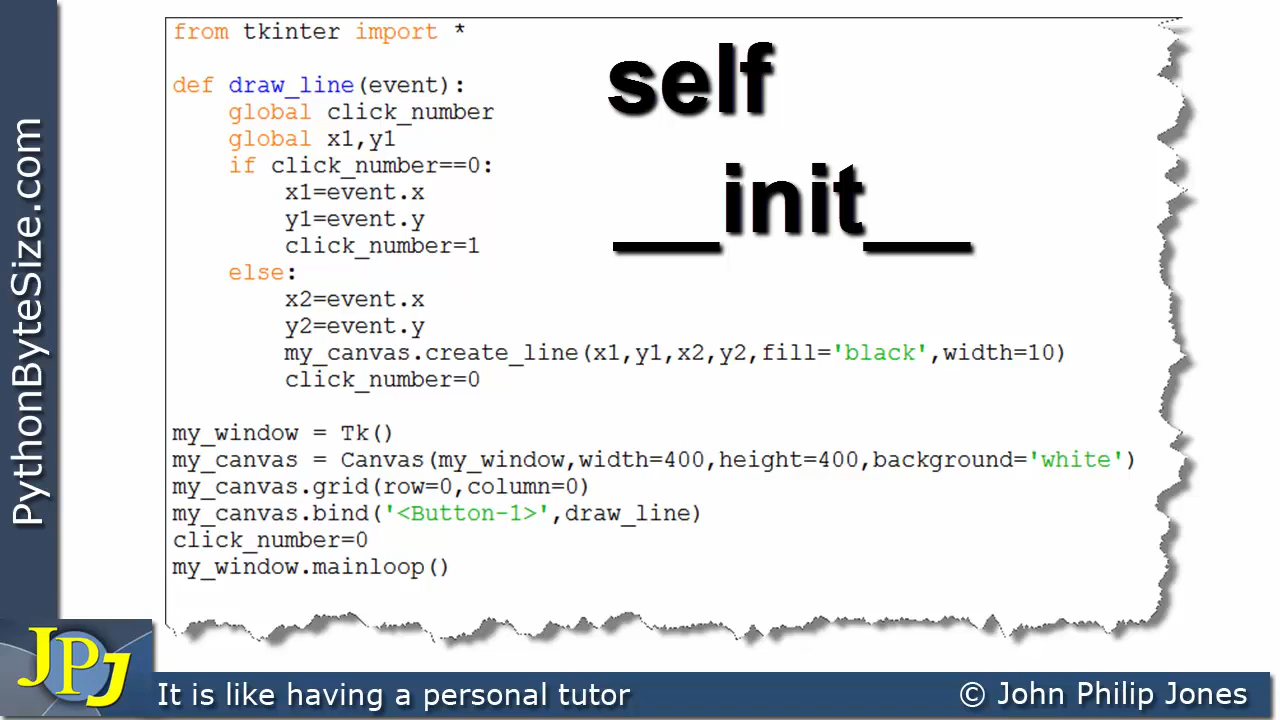 from tkinter import *
def draw_line(event):
    global click_number
    global x1,y1
    if click_number==0:
        x1=event.x
        y1=event.y
        click_number=1
    else:
        x2=event.x
        y2=event.y
        my_canvas.create_line(x1,y1,x2,y2,fill='black',width=10)
        click_number=0
my_window = Tk()
my_canvas = Canvas(my_window,width=400,height=400,background='white')
my_canvas.grid(row=0,column=0)
my_canvas.bind('<Button-1>',draw_line)
click_number=0
my_window.mainloop()
self
__init__
PythonByteSize.com
JPJ
It is like having a personal tutor
© John Philip Jones